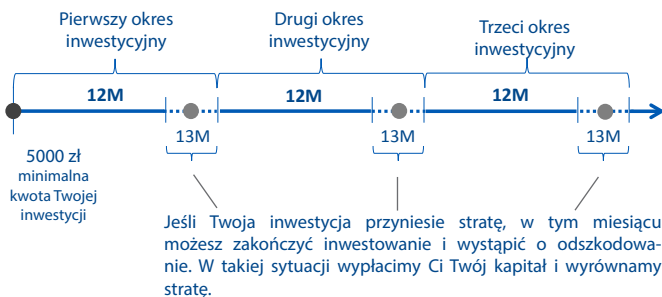 Pierwszy okres
inwestycyjny
Drugi okres
inwestycyjny
Trzeci okres
inwestycyjny
12M
12M
12M
13M
13M
13M
5000 zł
minimalna
kwota Twojej
inwestycji
Jeśli Twoja inwestycja przyniesie stratę, w tym miesiącu
możesz zakończyć inwestowanie i wystąpić o odszkodowa-
nie. W takiej sytuacji wypłacimy Ci Twój kapitał i wyrównamy
stratę.